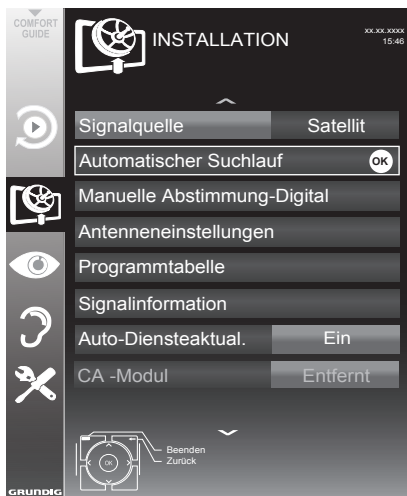 COMFORT
GUIDE
INSTALLATION
xx.xx.xxxx
15:46
Signalquelle Satellit
Automatischer Suchlauf OK
Manuelle Abstimmung-Digital
Antenneneinstellungen
Programmtabelle
Signalinformation
Auto-Diensteaktual. Ein
CA -Modul Entfernt
OK
Beenden
Zurück
GRUNDIG